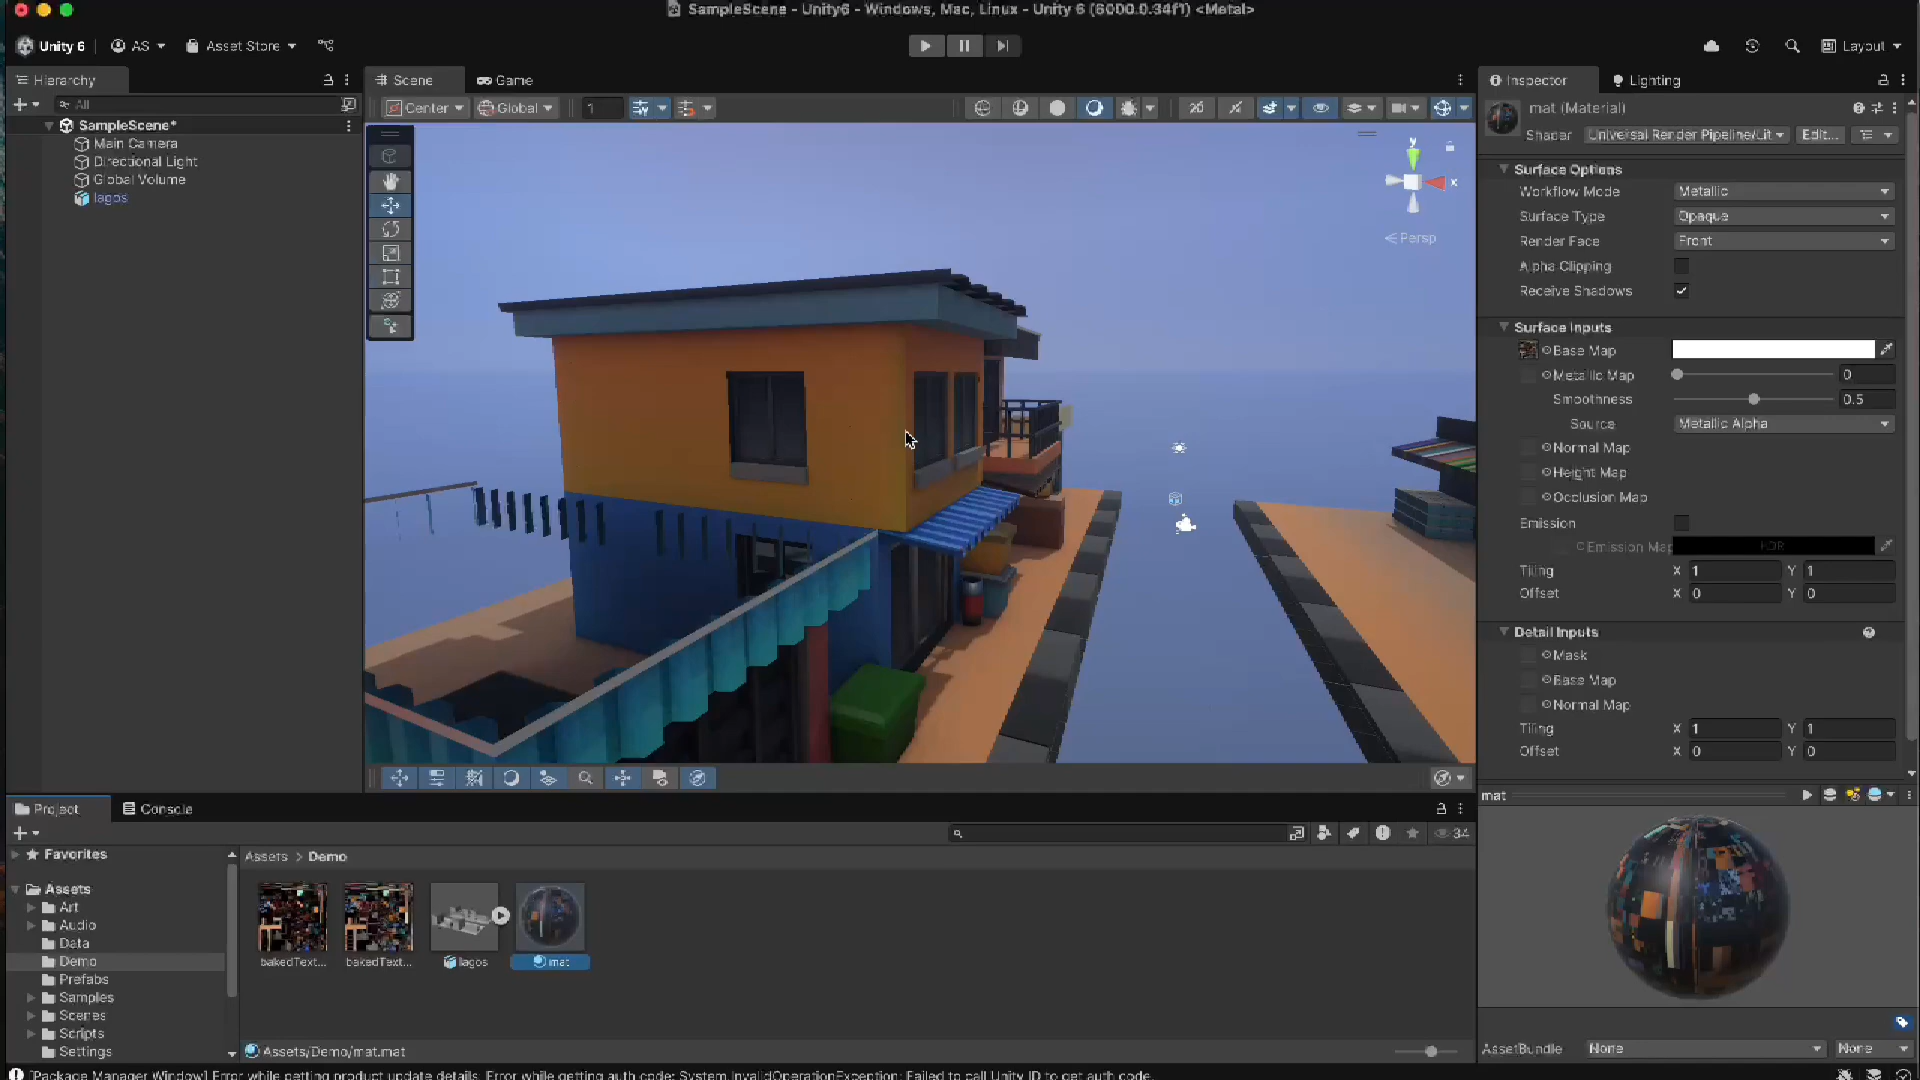 SampleScene - Unity6 - Windows, Mac, Linux - Unity 6 (6000.0.34f1) <Metal>
Unity 6
AS
Asset Store
Layout
Hierarchy
Scene
Game
Inspector
Lighting
All
Center
Global
1
2D
mat (Material)
Shader
Universal Render Pipeline/Lit
Edit...
SampleScene*
Main Camera
Directional Light
Global Volume
lagos
y
x
Persp
Surface Options
Workflow Mode
Metallic
Surface Type
Opaque
Render Face
Front
Alpha Clipping
Receive Shadows
Surface Inputs
Base Map
Metallic Map
0
Smoothness
0.5
Source
Metallic Alpha
Normal Map
Height Map
Occlusion Map
Emission
Emission Map
HDR
Tiling
X 1
Y 1
Offset
X 0
Y 0
Detail Inputs
Mask
Base Map
Normal Map
Tiling
X 1
Y 1
Offset
X 0
Y 0
mat
Project
Console
34
Favorites
Assets
Art
Audio
Data
Demo
Prefabs
Samples
Scenes
Scripts
Settings
Assets > Demo
bakedText...
bakedText...
lagos
mat
Assets/Demo/mat.mat
AssetBundle
None
None
[Package Manager Window] Error while getting product update details: Error while getting auth code: System.InvalidOperationException: Failed to call Unity ID to get auth code.